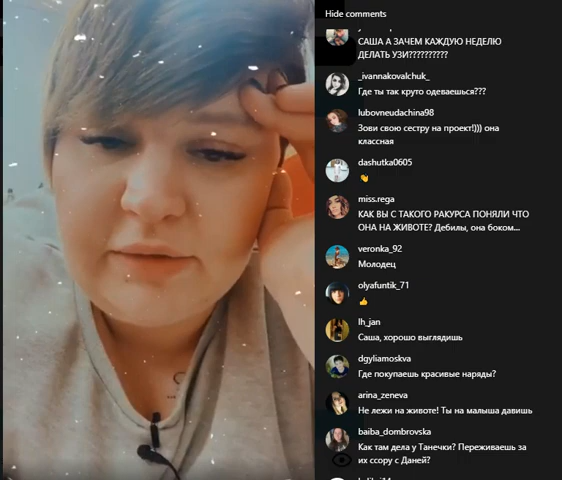 Hide comments
САША А ЗАЧЕМ КАЖДУЮ НЕДЕЛЮ
ДЕЛАТЬ УЗИ??????????
_ivannakovalchuk_
Где ты так круто одеваешься???
lubovneudachina98
Зови свою сестру на проект!))) она
классная
dashutka0605
👏
miss.rega
КАК ВЫ С ТАКОГО РАКУРСА ПОНЯЛИ ЧТО
ОНА НА ЖИВОТЕ? Дебилы, она боком...
veronka_92
Молодец
olyafuntik_71
👍
lh_jan
Саша, хорошо выглядишь
dgyliamoskva
Где покупаешь красивые наряды?
arina_zeneva
Не лежи на животе! Ты на малыша давишь
baiba_dombrovska
Как там дела у Танечки? Переживаешь за
их ссору с Даней?